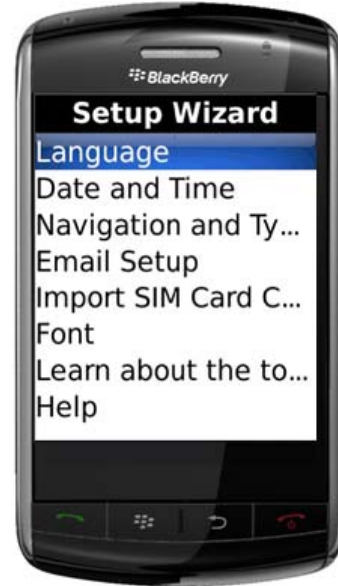 BlackBerry
Setup Wizard
Language
Date and Time
Navigation and Ty...
Email Setup
Import SIM Card C...
Font
Learn about the to...
Help